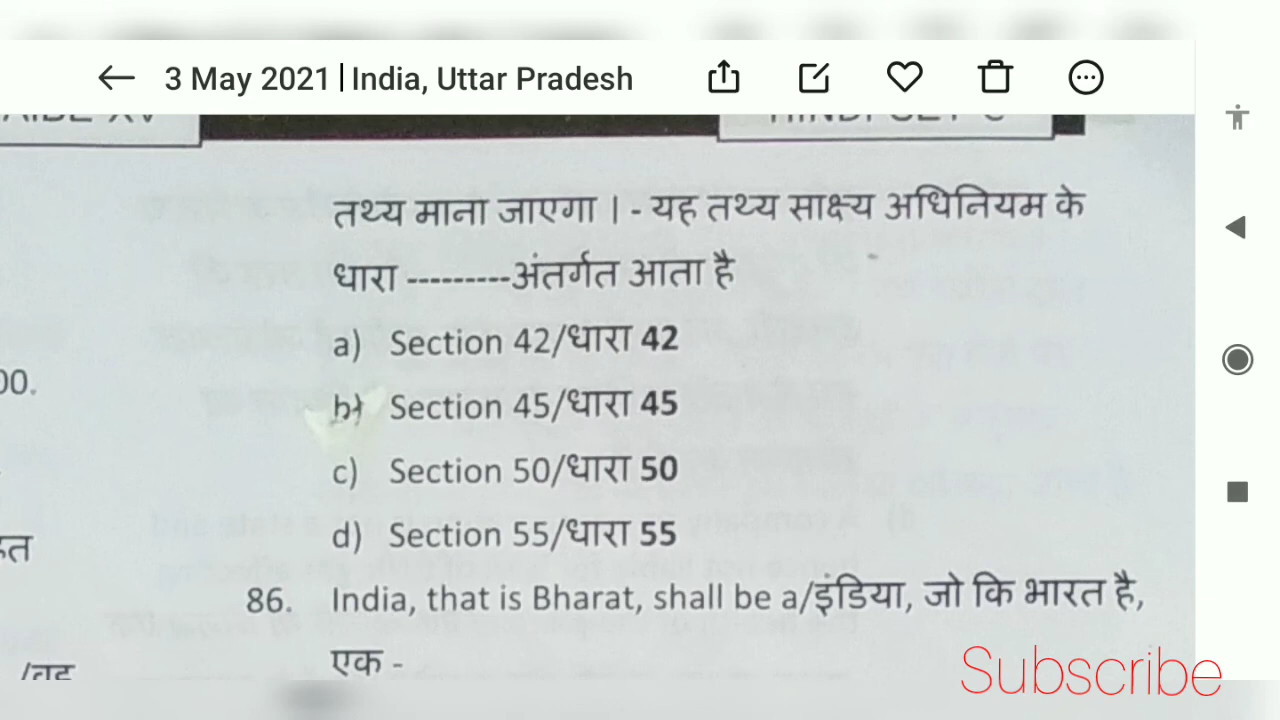 3 May 2021 | India, Uttar Pradesh
तथ्य माना जाएगा । - यह तथ्य साक्ष्य अधिनियम के
धारा ---------अंतर्गत आता है
a) Section 42/धारा 42
b) Section 45/धारा 45
00.
c) Section 50/धारा 50
d) Section 55/धारा 55
86. India, that is Bharat, shall be a/इंडिया, जो कि भारत है,
एक -
Subscribe